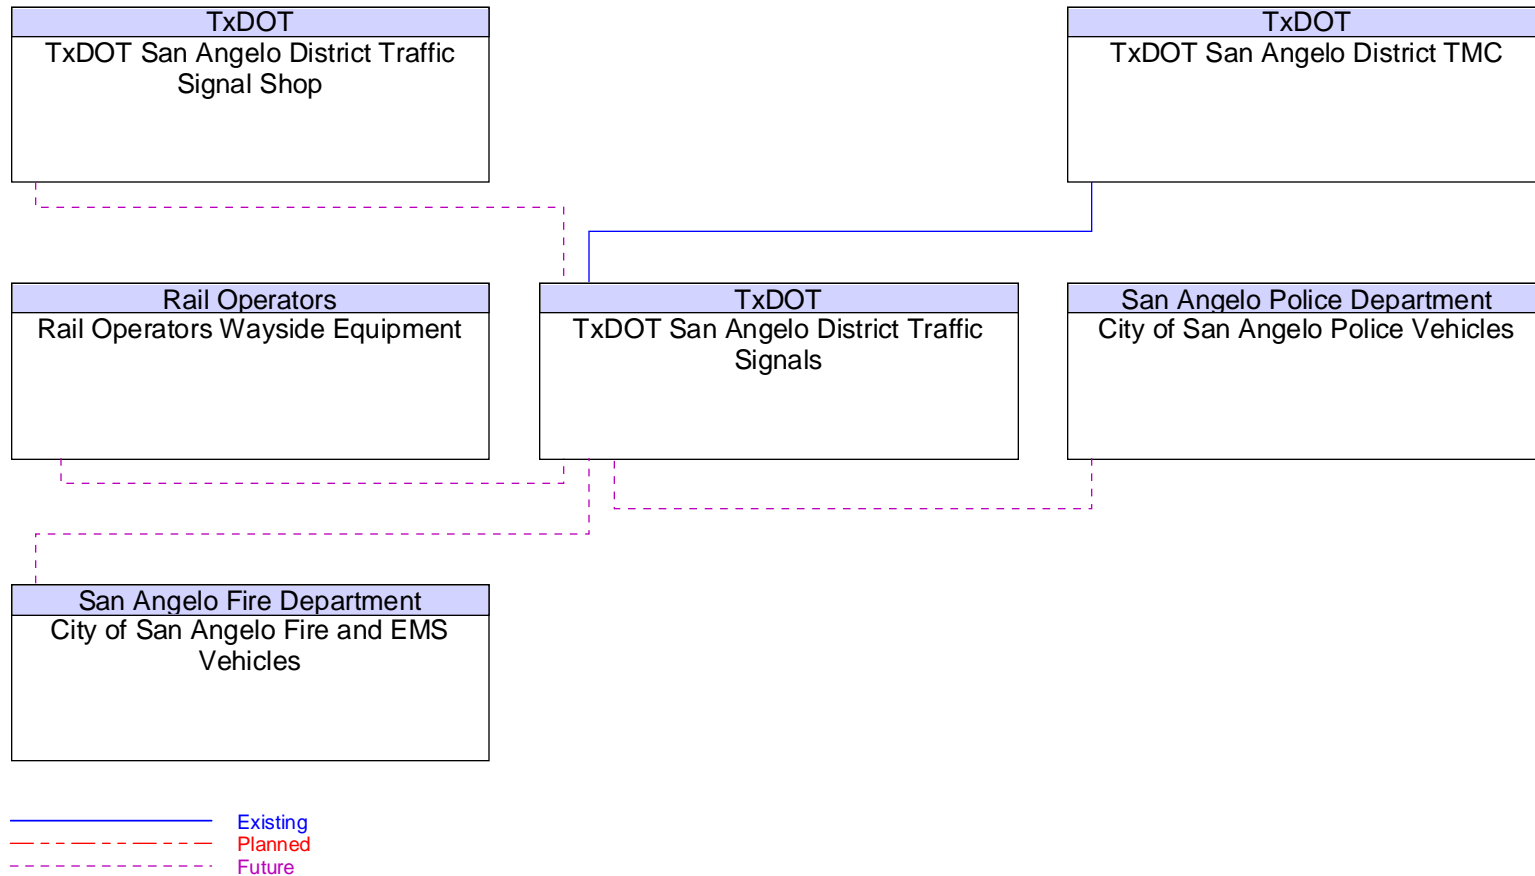 TxDOT
TxDOT San Angelo District Traffic
Signal Shop
TxDOT
TxDOT San Angelo District TMC
Rail Operators
Rail Operators Wayside Equipment
TxDOT
TxDOT San Angelo District Traffic
Signals
San Angelo Police Department
City of San Angelo Police Vehicles
San Angelo Fire Department
City of San Angelo Fire and EMS
Vehicles
Existing
Planned
Future